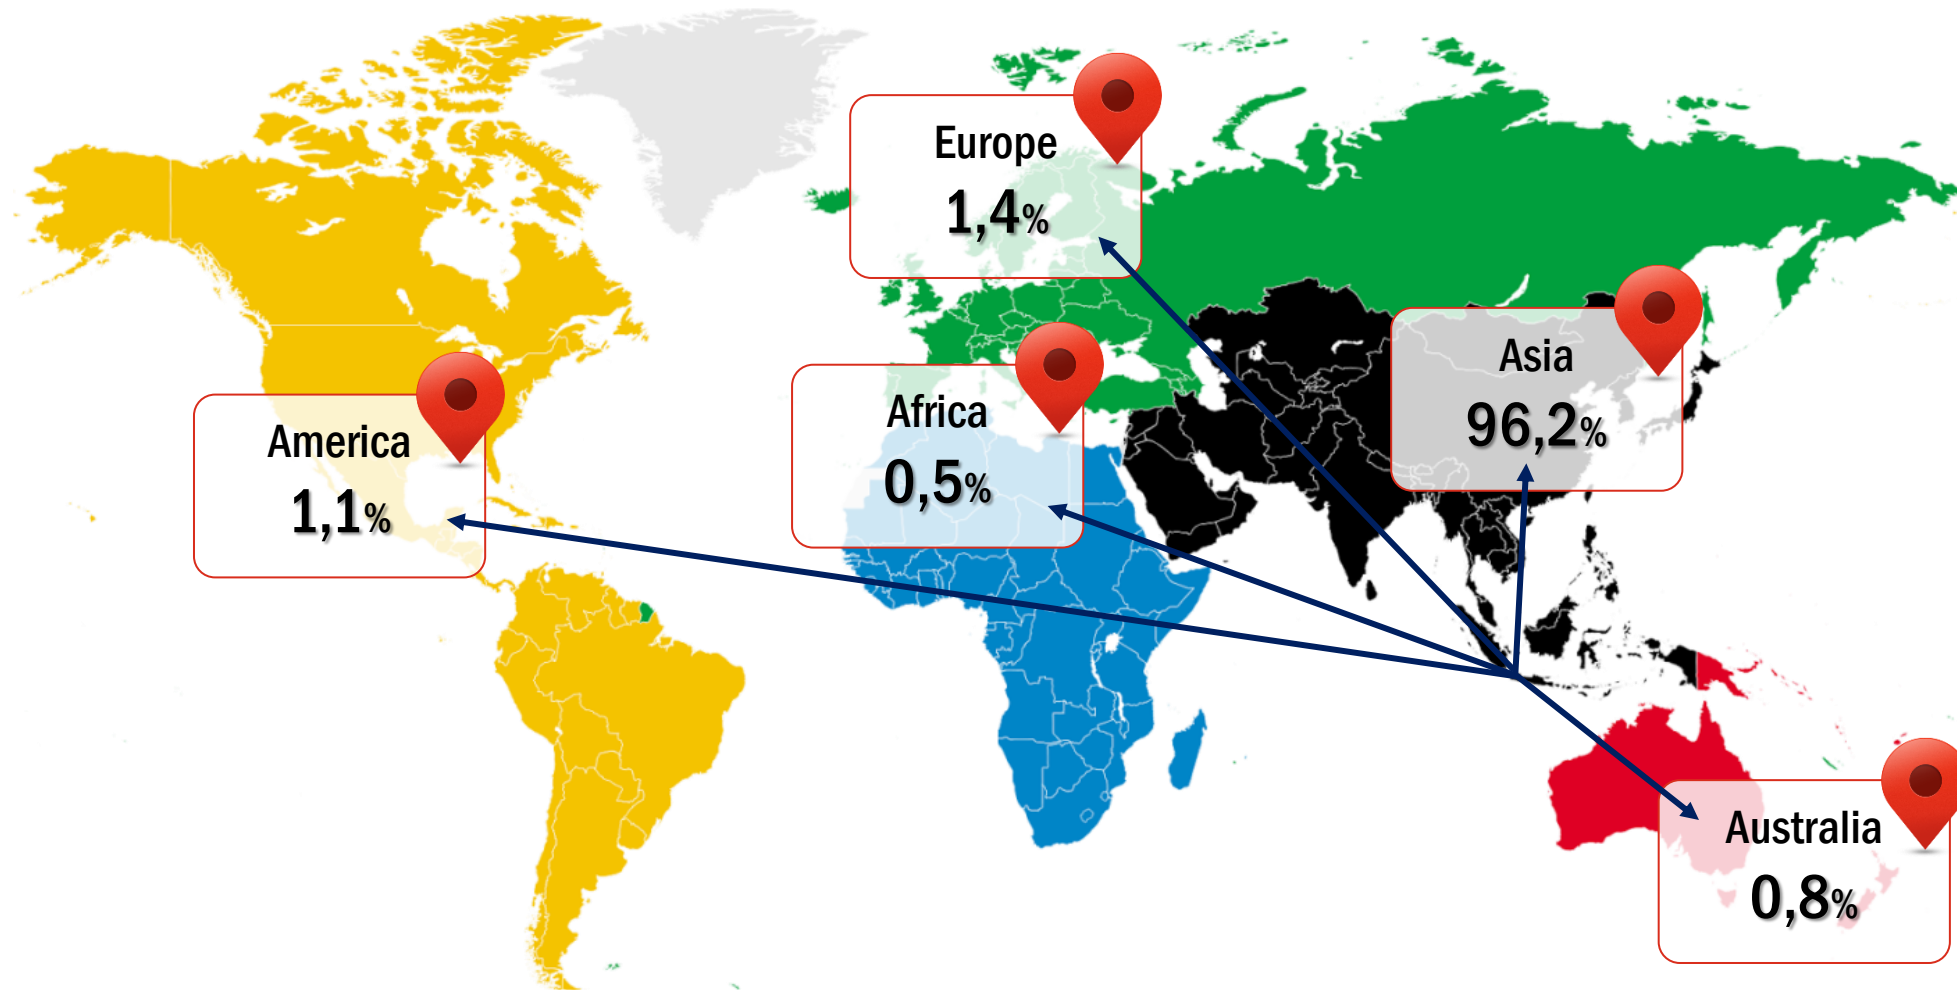 Europe
1,4%
Asia
96,2%
Africa
0,5%
America
1,1%
Australia
0,8%